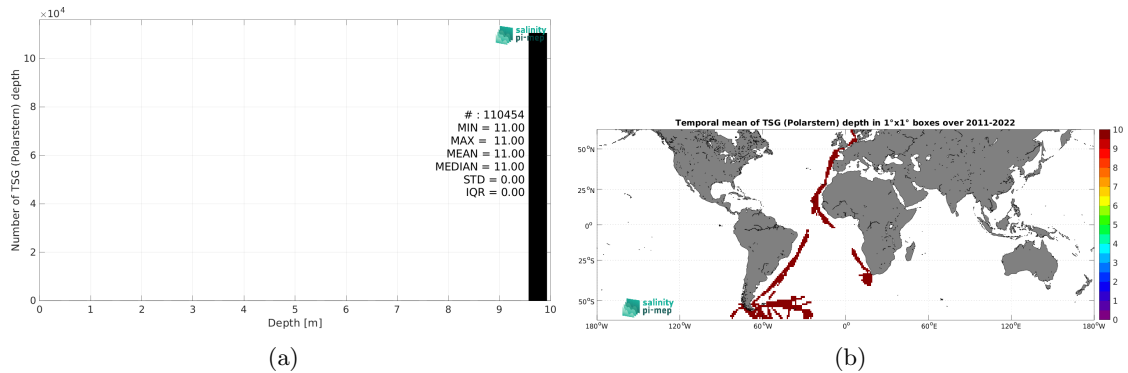 ×10⁴
salinity
pi-mep
10
8
6
4
2
0
Number of TSG (Polarstern) depth
# : 110454
MIN = 11.00
MAX = 11.00
MEAN = 11.00
MEDIAN = 11.00
STD = 0.00
IQR = 0.00
0 1 2 3 4 5 6 7 8 9 10
Depth [m]
(a)
Temporal mean of TSG (Polarstern) depth in 1°x1° boxes over 2011-2022
50°N
25°N
0°
25°S
50°S
salinity
pi-mep
180°W 120°W 60°W 0° 60°E 120°E 180°W
10
9
8
7
6
5
4
3
2
1
0
(b)